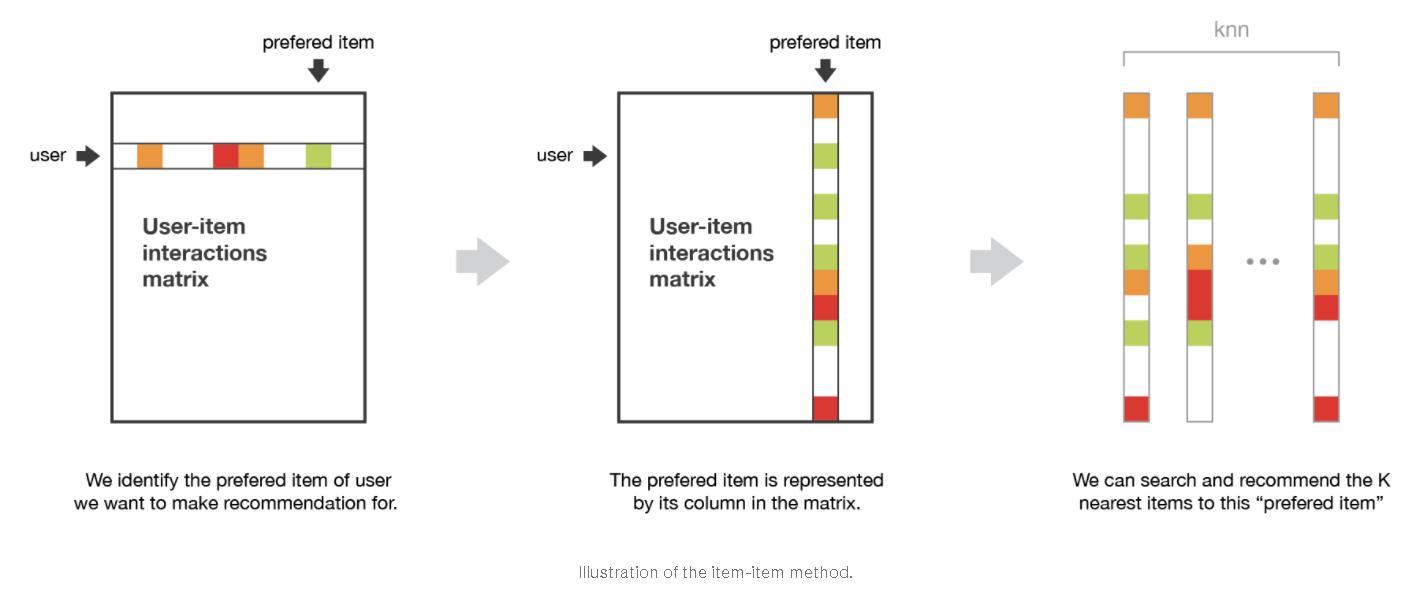 prefered item
user
User-item
interactions
matrix
We identify the prefered item of user
we want to make recommendation for.
prefered item
user
User-item
interactions
matrix
The prefered item is represented
by its column in the matrix.
knn
We can search and recommend the K
nearest items to this “prefered item”
Illustration of the item-item method.